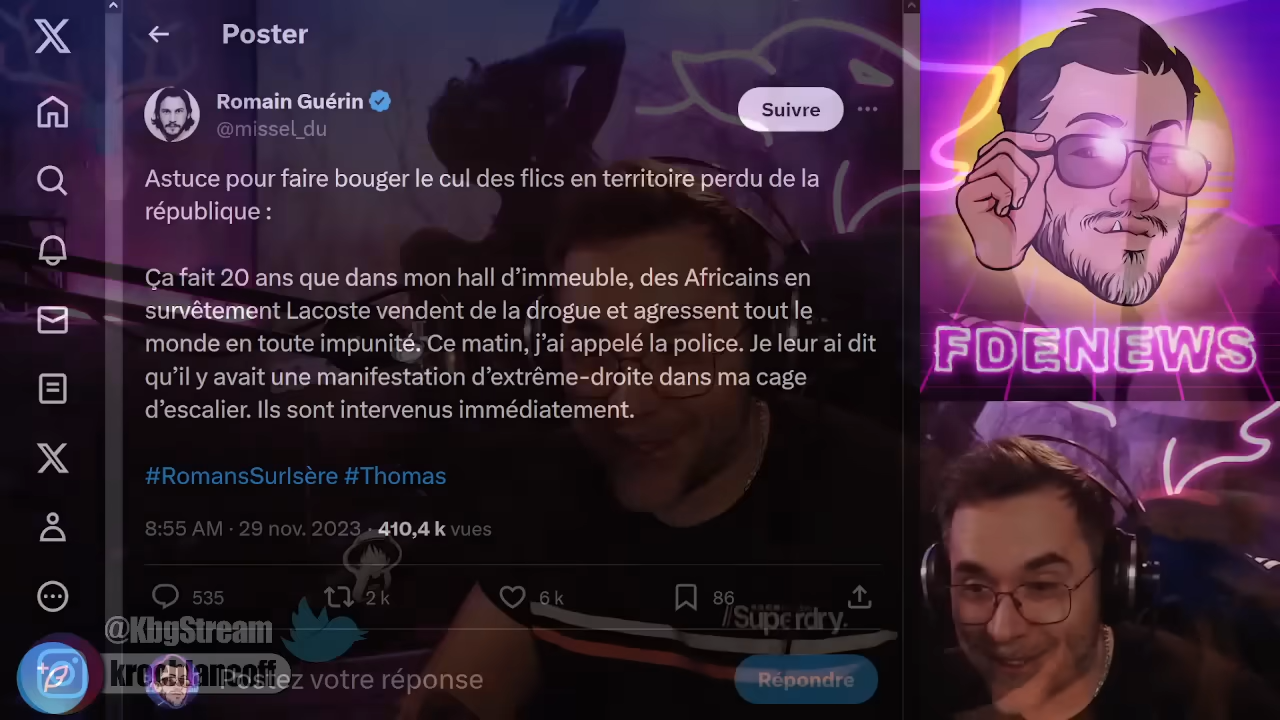 Poster
Romain Guérin
@missel_du
Suivre
Astuce pour faire bouger le cul des flics en territoire perdu de la
république :
Ça fait 20 ans que dans mon hall d’immeuble, des Africains en
survêtement Lacoste vendent de la drogue et agressent tout le
monde en toute impunité. Ce matin, j’ai appelé la police. Je leur ai dit
qu’il y avait une manifestation d’extrême-droite dans ma cage
d’escalier. Ils sont intervenus immédiatement.
#RomansSurIsère #Thomas
8:55 AM · 29 nov. 2023 · 410,4 k vues
535
2 k
6 k
86
Superdry.
@KbgStream
Postez votre réponse
Répondre
FDENEWS